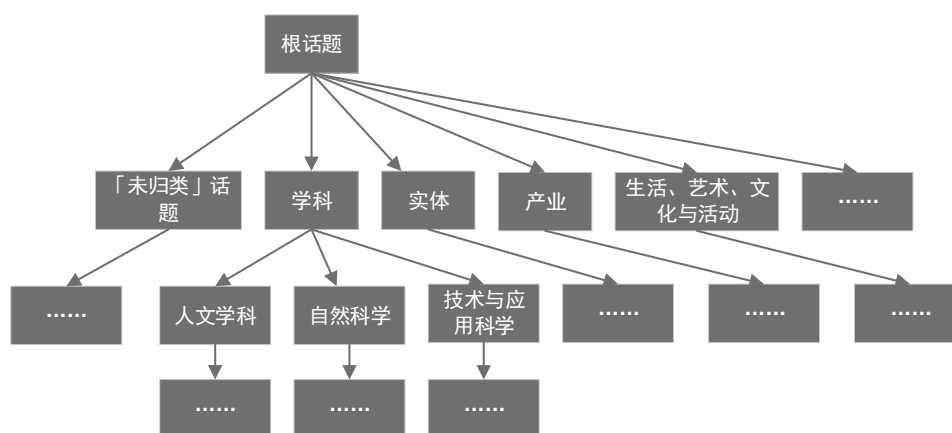 根话题
「未归类」话
题
学科
实体
产业
生活、艺术、文
化与活动
……
……
人文学科
自然科学
技术与应
用科学
……
……
……
……
……
……